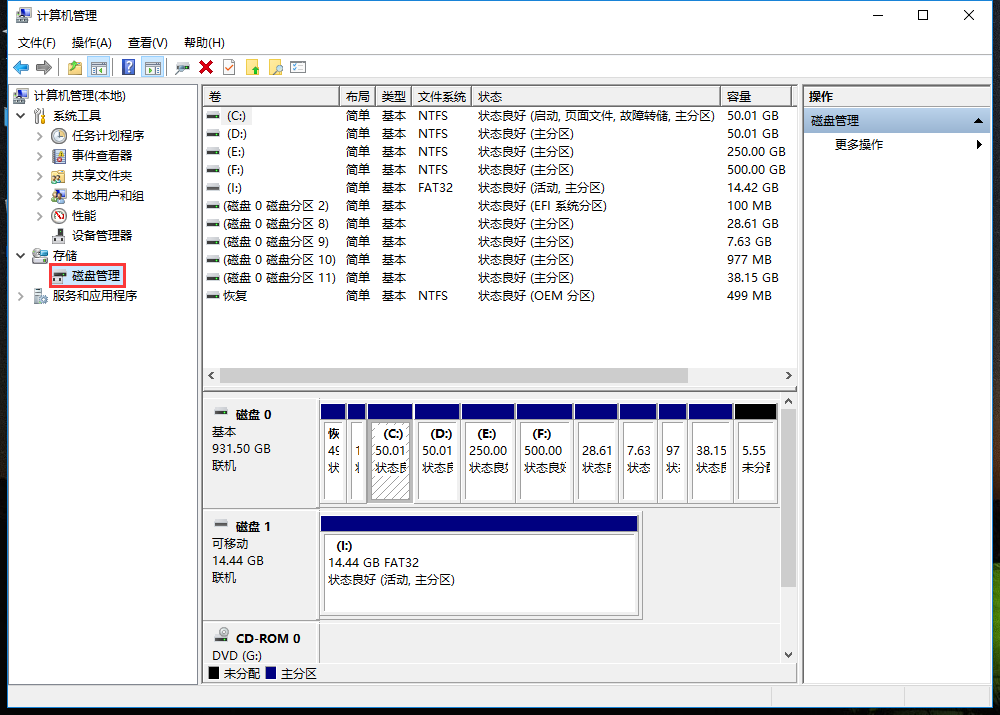 计算机管理
文件(F) 操作(A) 查看(V) 帮助(H)
计算机管理(本地)
系统工具
任务计划程序
事件查看器
共享文件夹
本地用户和组
性能
设备管理器
存储
磁盘管理
服务和应用程序
卷 布局 类型 文件系统 状态 容量
(C:) 简单 基本 NTFS 状态良好 (启动, 页面文件, 故障转储, 主分区) 50.01 GB
(D:) 简单 基本 NTFS 状态良好 (主分区) 50.01 GB
(E:) 简单 基本 NTFS 状态良好 (主分区) 250.00 GB
(F:) 简单 基本 NTFS 状态良好 (主分区) 500.00 GB
(I:) 简单 基本 FAT32 状态良好 (活动, 主分区) 14.42 GB
(磁盘 0 磁盘分区 2) 简单 基本 状态良好 (EFI 系统分区) 100 MB
(磁盘 0 磁盘分区 8) 简单 基本 状态良好 (主分区) 28.61 GB
(磁盘 0 磁盘分区 9) 简单 基本 状态良好 (主分区) 7.63 GB
(磁盘 0 磁盘分区 10) 简单 基本 状态良好 (主分区) 977 MB
(磁盘 0 磁盘分区 11) 简单 基本 状态良好 (主分区) 38.15 GB
恢复 简单 基本 NTFS 状态良好 (OEM 分区) 499 MB
磁盘 0
基本
931.50 GB
联机
恢 (C:) (D:) (E:) (F:)
49 1 50.01 50.01 250.00 500.00 28.61 7.63 97 38.15 5.55
状 状态良 状态良 状态良好 状态良好 状态良 状态 状 状态良 未分配
磁盘 1
可移动
14.44 GB
联机
(I:)
14.44 GB FAT32
状态良好 (活动, 主分区)
CD-ROM 0
DVD (G:)
未分配 主分区
操作
磁盘管理
更多操作